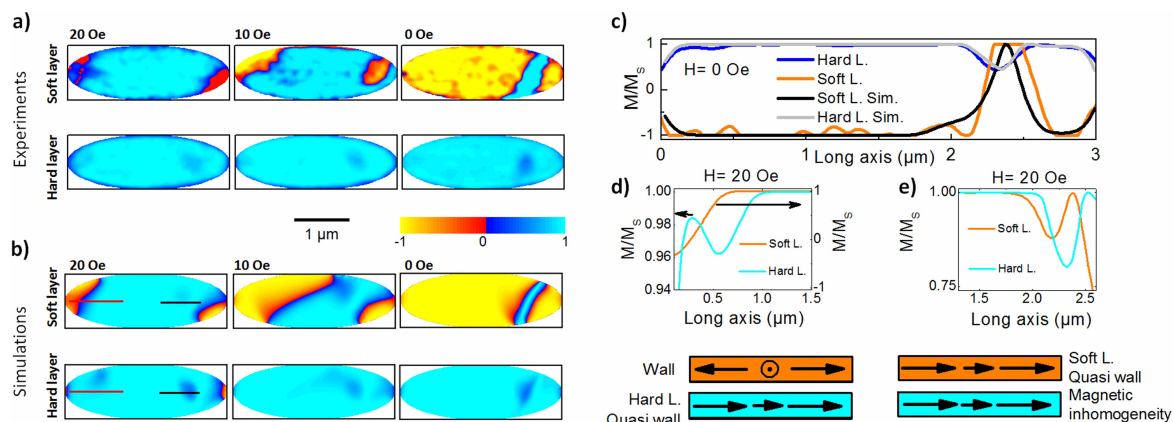 a)
20 Oe
10 Oe
0 Oe
Soft layer
Hard layer
Experiments
1 µm
-1
0
1
b)
20 Oe
10 Oe
0 Oe
Soft layer
Hard layer
Simulations
c)
M/Ms
1
0
-1
H= 0 Oe
Hard L.
Soft L.
Soft L. Sim.
Hard L. Sim.
0
1
Long axis (µm)
2
3
d)
H= 20 Oe
M/Ms
1.00
0.98
0.96
0.94
1
0
-1
M/Ms
Soft L.
Hard L.
0.5
1.0
1.5
Long axis (µm)
e)
H= 20 Oe
M/Ms
1.00
0.75
Soft L.
Hard L.
1.5
2.0
2.5
Long axis (µm)
Wall
Hard L.
Quasi wall
Soft L.
Quasi wall
Magnetic
inhomogeneity